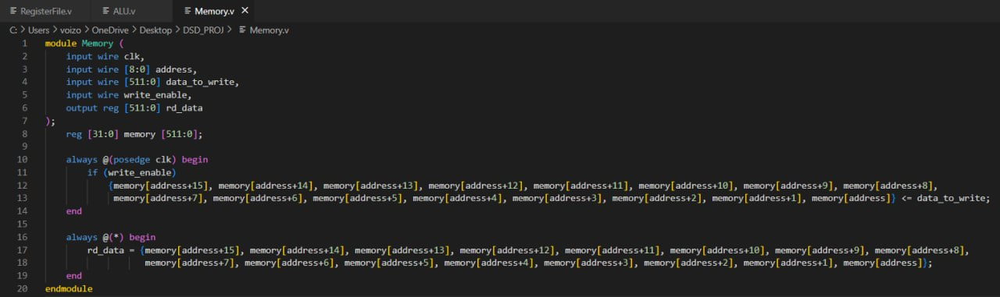 RegisterFile.v ALU.v Memory.v
C: > Users > voizo > OneDrive > Desktop > DSD_PROJ > Memory.v
1 module Memory (
2     input wire clk,
3     input wire [8:0] address,
4     input wire [511:0] data_to_write,
5     input wire write_enable,
6     output reg [511:0] rd_data
7 );
8     reg [31:0] memory [511:0];
9
10     always @(posedge clk) begin
11         if (write_enable)
12             {memory[address+15], memory[address+14], memory[address+13], memory[address+12], memory[address+11], memory[address+10], memory[address+9], memory[address+8],
13              memory[address+7], memory[address+6], memory[address+5], memory[address+4], memory[address+3], memory[address+2], memory[address+1], memory[address]} <= data_to_write;
14     end
15
16     always @(*) begin
17         rd_data = {memory[address+15], memory[address+14], memory[address+13], memory[address+12], memory[address+11], memory[address+10], memory[address+9], memory[address+8],
18                    memory[address+7], memory[address+6], memory[address+5], memory[address+4], memory[address+3], memory[address+2], memory[address+1], memory[address]};
19     end
20 endmodule